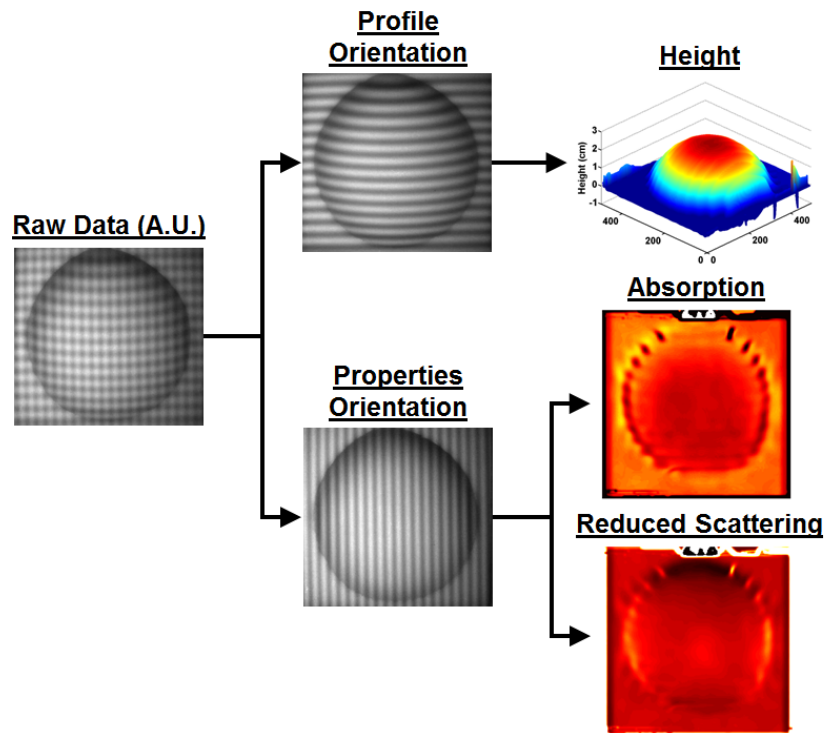 Profile
Orientation
Height
3
2
1
0
-1
Height (cm)
400
200
0
0
200
400
Raw Data (A.U.)
Absorption
Properties
Orientation
Reduced Scattering